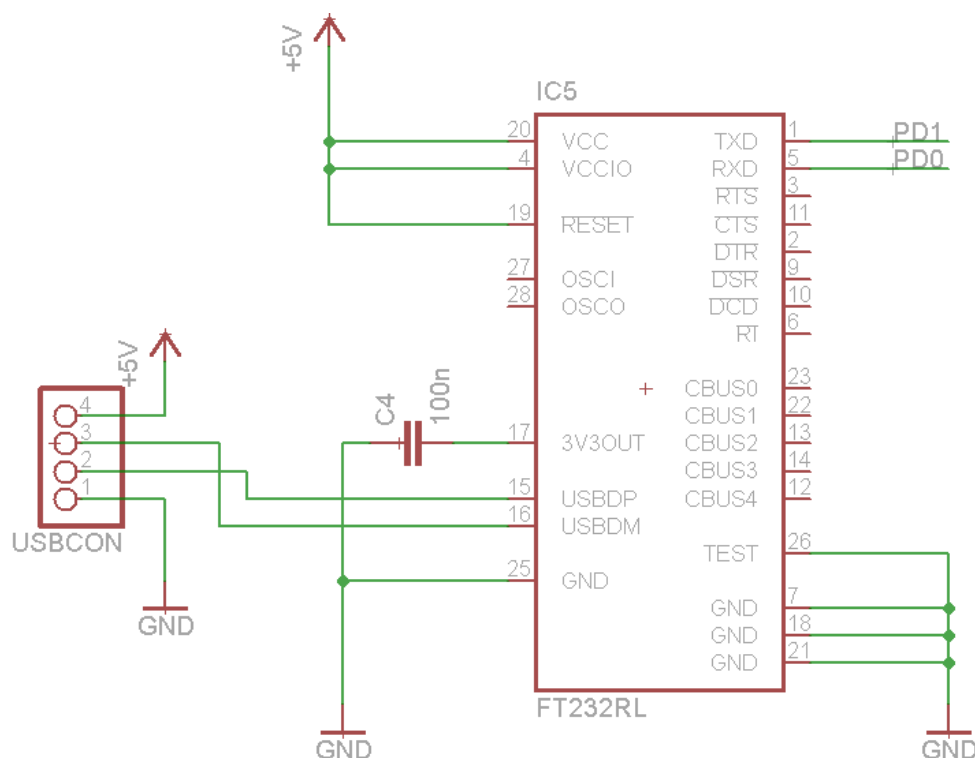 +5V
IC5
20 VCC TXD 1 PD1
4 VCCIO RXD 5 PD0
RTS 3
19 RESET CTS 11
DTR 2
27 OSCI DSR 9
28 OSCO DCD 10
RT 6
+5V
CBUS0 23
4 C4 100n CBUS1 22
3 17 3V3OUT CBUS2 13
2 CBUS3 14
1 15 USBDP CBUS4 12
16 USBDM
USBCON
TEST 26
25 GND
GND 7
GND GND 18
GND 21
FT232RL
GND GND